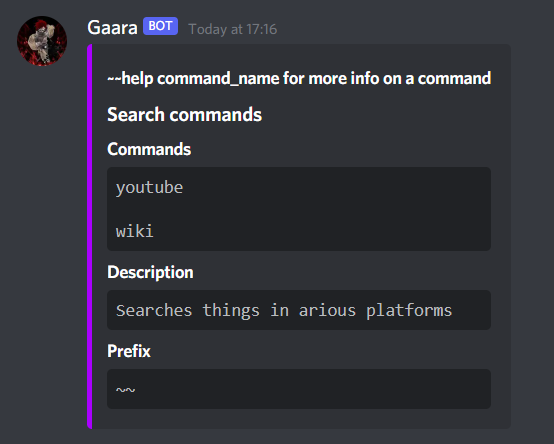 Gaara BOT Today at 17:16
~~help command_name for more info on a command
Search commands
Commands
youtube
wiki
Description
Searches things in arious platforms
Prefix
~~